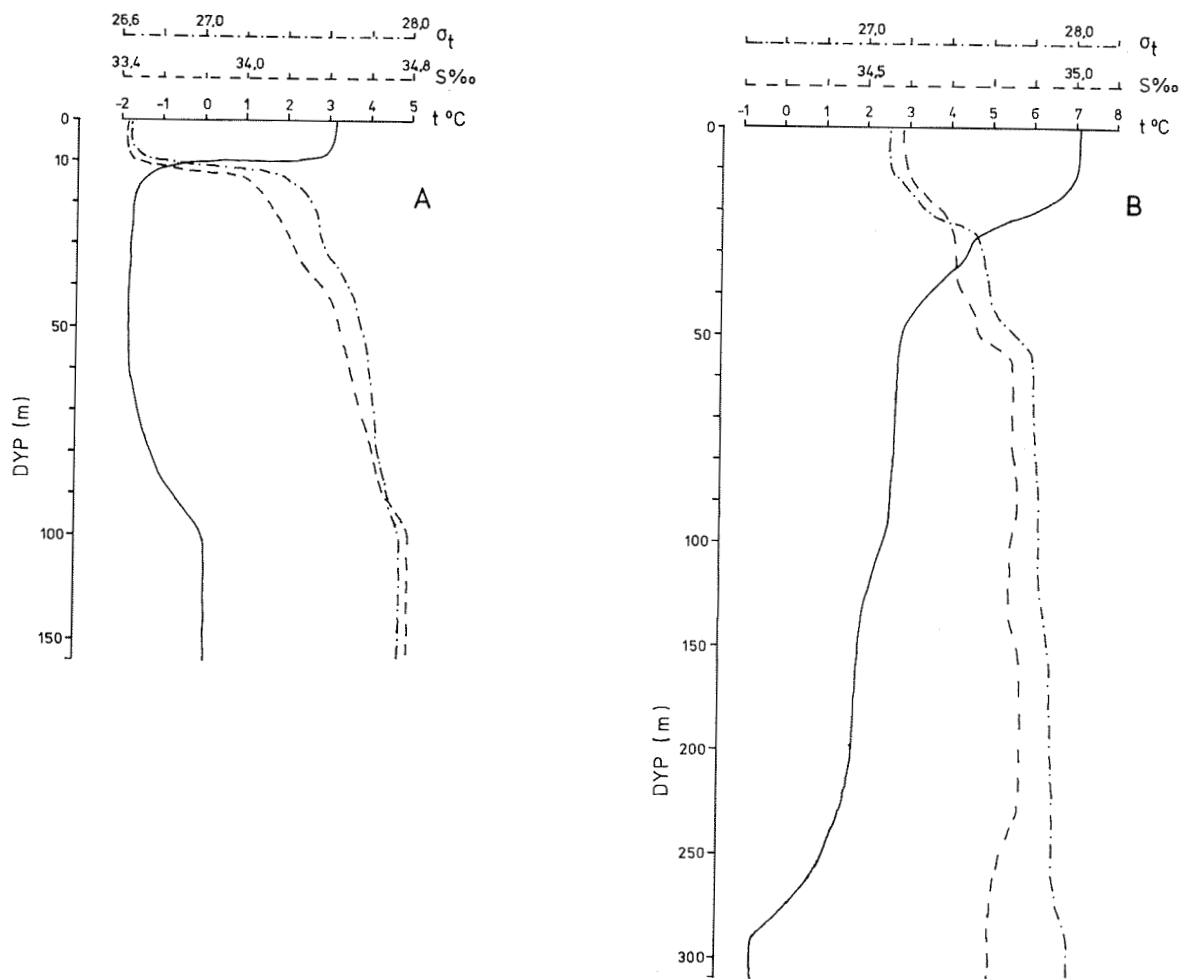 26,6 27,0 28,0 σt
33,4 34,0 34,8 S‰
-2 -1 0 1 2 3 4 5 t °C
0
10
50
100
150
DYP (m)
A
27,0 28,0 σt
34,5 35,0 S‰
-1 0 1 2 3 4 5 6 7 8 t °C
0
50
100
150
200
250
300
DYP (m)
B